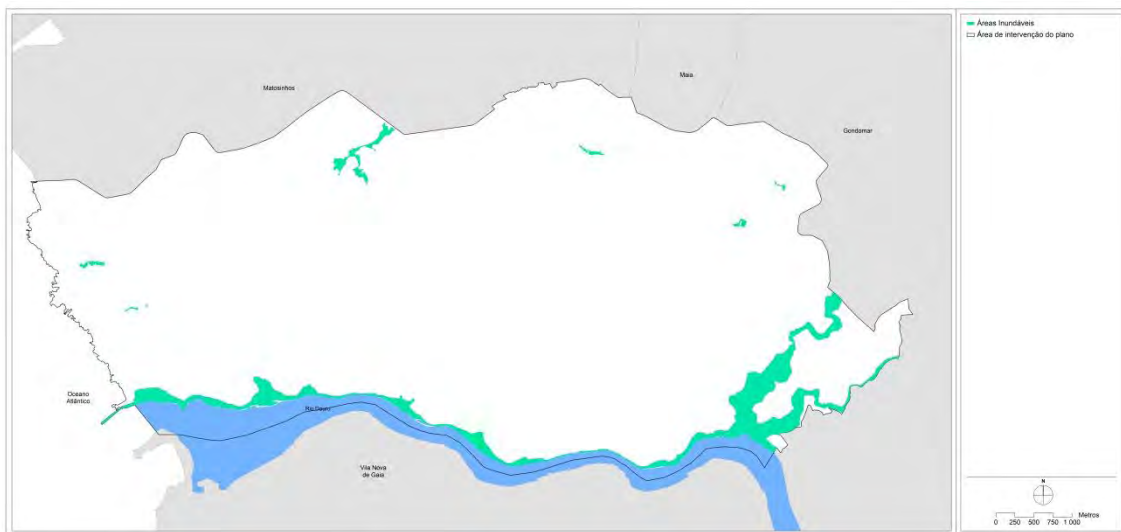 Matosinhos
Maia
Gondomar
Oceano
Atlântico
Rio Douro
Vila Nova
de Gaia
Áreas Inundáveis
Área de intervenção do plano
N
0 250 500 750 1 000
Metros